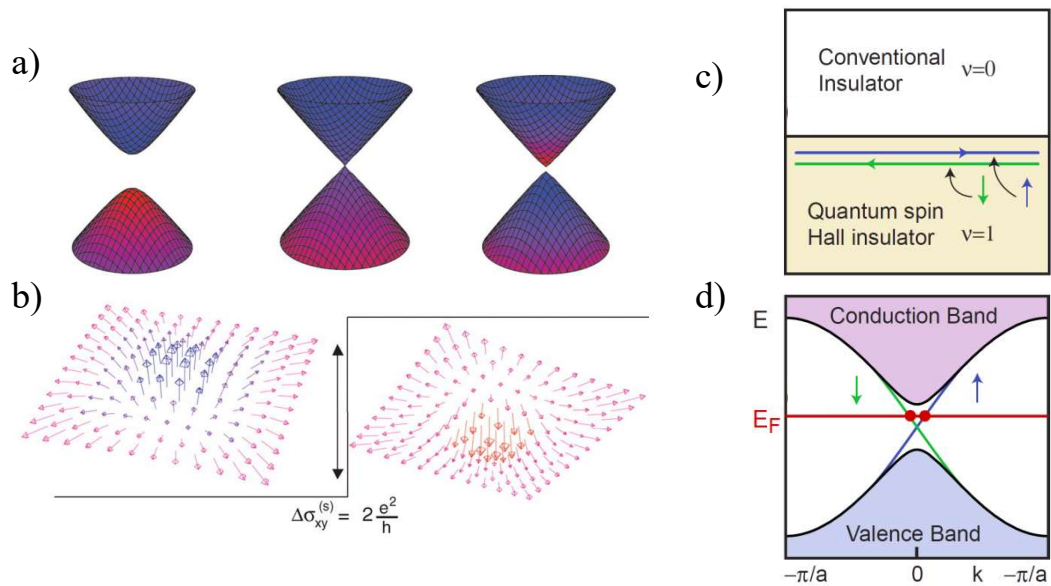 a)
b)
Δσ_xy^(s) = 2 e²/h
c)
Conventional
Insulator ν=0
Quantum spin
Hall insulator ν=1
d)
E
Conduction Band
E_F
Valence Band
−π/a 0 k −π/a